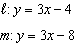 ℓ: y = 3x − 4
m: y = 3x − 8